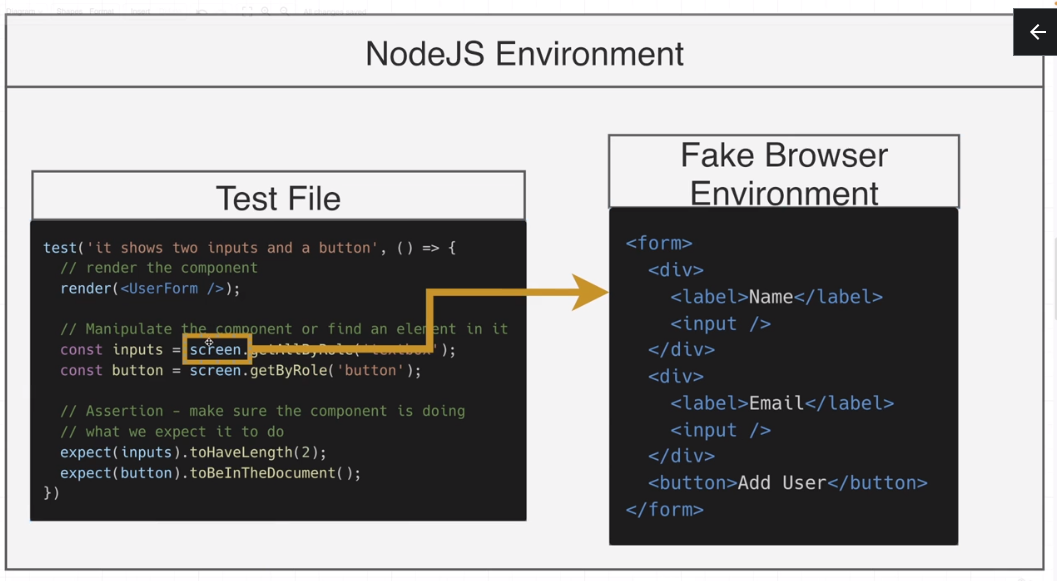 NodeJS Environment
Test File
test('it shows two inputs and a button', () => {
  // render the component
  render(<UserForm />);
  // Manipulate the component or find an element in it
  const inputs = screen.getAllByRole('textbox');
  const button = screen.getByRole('button');
  // Assertion - make sure the component is doing
  // what we expect it to do
  expect(inputs).toHaveLength(2);
  expect(button).toBeInTheDocument();
})
Fake Browser
Environment
<form>
  <div>
    <label>Name</label>
    <input />
  </div>
  <div>
    <label>Email</label>
    <input />
  </div>
  <button>Add User</button>
</form>